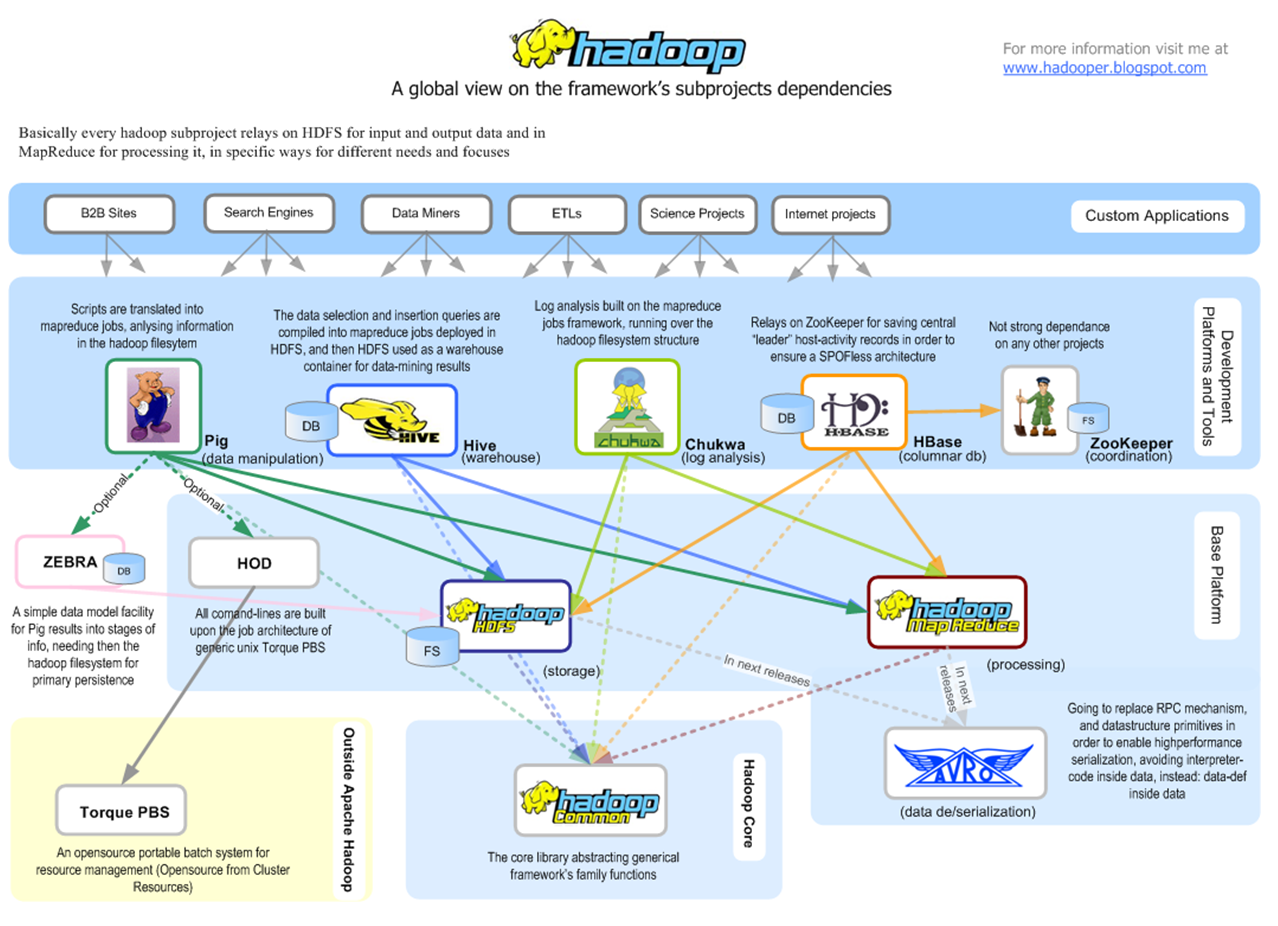 hadoop
For more information visit me at
www.hadooper.blogspot.com
A global view on the framework's subprojects dependencies
Basically every hadoop subproject relays on HDFS for input and output data and in
MapReduce for processing it, in specific ways for different needs and focuses
B2B Sites
Search Engines
Data Miners
ETLs
Science Projects
Internet projects
Custom Applications
Scripts are translated into
mapreduce jobs, anlysing information
in the hadoop filesytem
The data selection and insertion queries are
compiled into mapreduce jobs deployed in
HDFS, and then HDFS used as a warehouse
container for data-mining results
Log analysis built on the mapreduce
jobs framework, running over the
hadoop filesystem structure
Relays on ZooKeeper for saving central
"leader" host-activity records in order to
ensure a SPOFless architecture
Not strong dependance
on any other projects
Development
Platforms and Tools
Pig
(data manipulation)
DB
HIVE
Hive
(warehouse)
chukwa
Chukwa
(log analysis)
DB
HBASE
HBase
(columnar db)
FS
ZooKeeper
(coordination)
Optional
Optional
ZEBRA
DB
HOD
Base Platform
A simple data model facility
for Pig results into stages of
info, needing then the
hadoop filesystem for
primary persistence
All comand-lines are built
upon the job architecture of
generic unix Torque PBS
hadoop
HDFS
FS
(storage)
hadoop
Map Reduce
(processing)
In next releases
In next
releases
Going to replace RPC mechanism,
and datastructure primitives in
order to enable highperformance
serialization, avoiding interpreter-
code inside data, instead: data-def
inside data
AVRO
(data de/serialization)
Outside Apache Hadoop
Torque PBS
An opensource portable batch system for
resource management (Opensource from Cluster
Resources)
Hadoop Core
hadoop
Common
The core library abstracting generical
framework's family functions